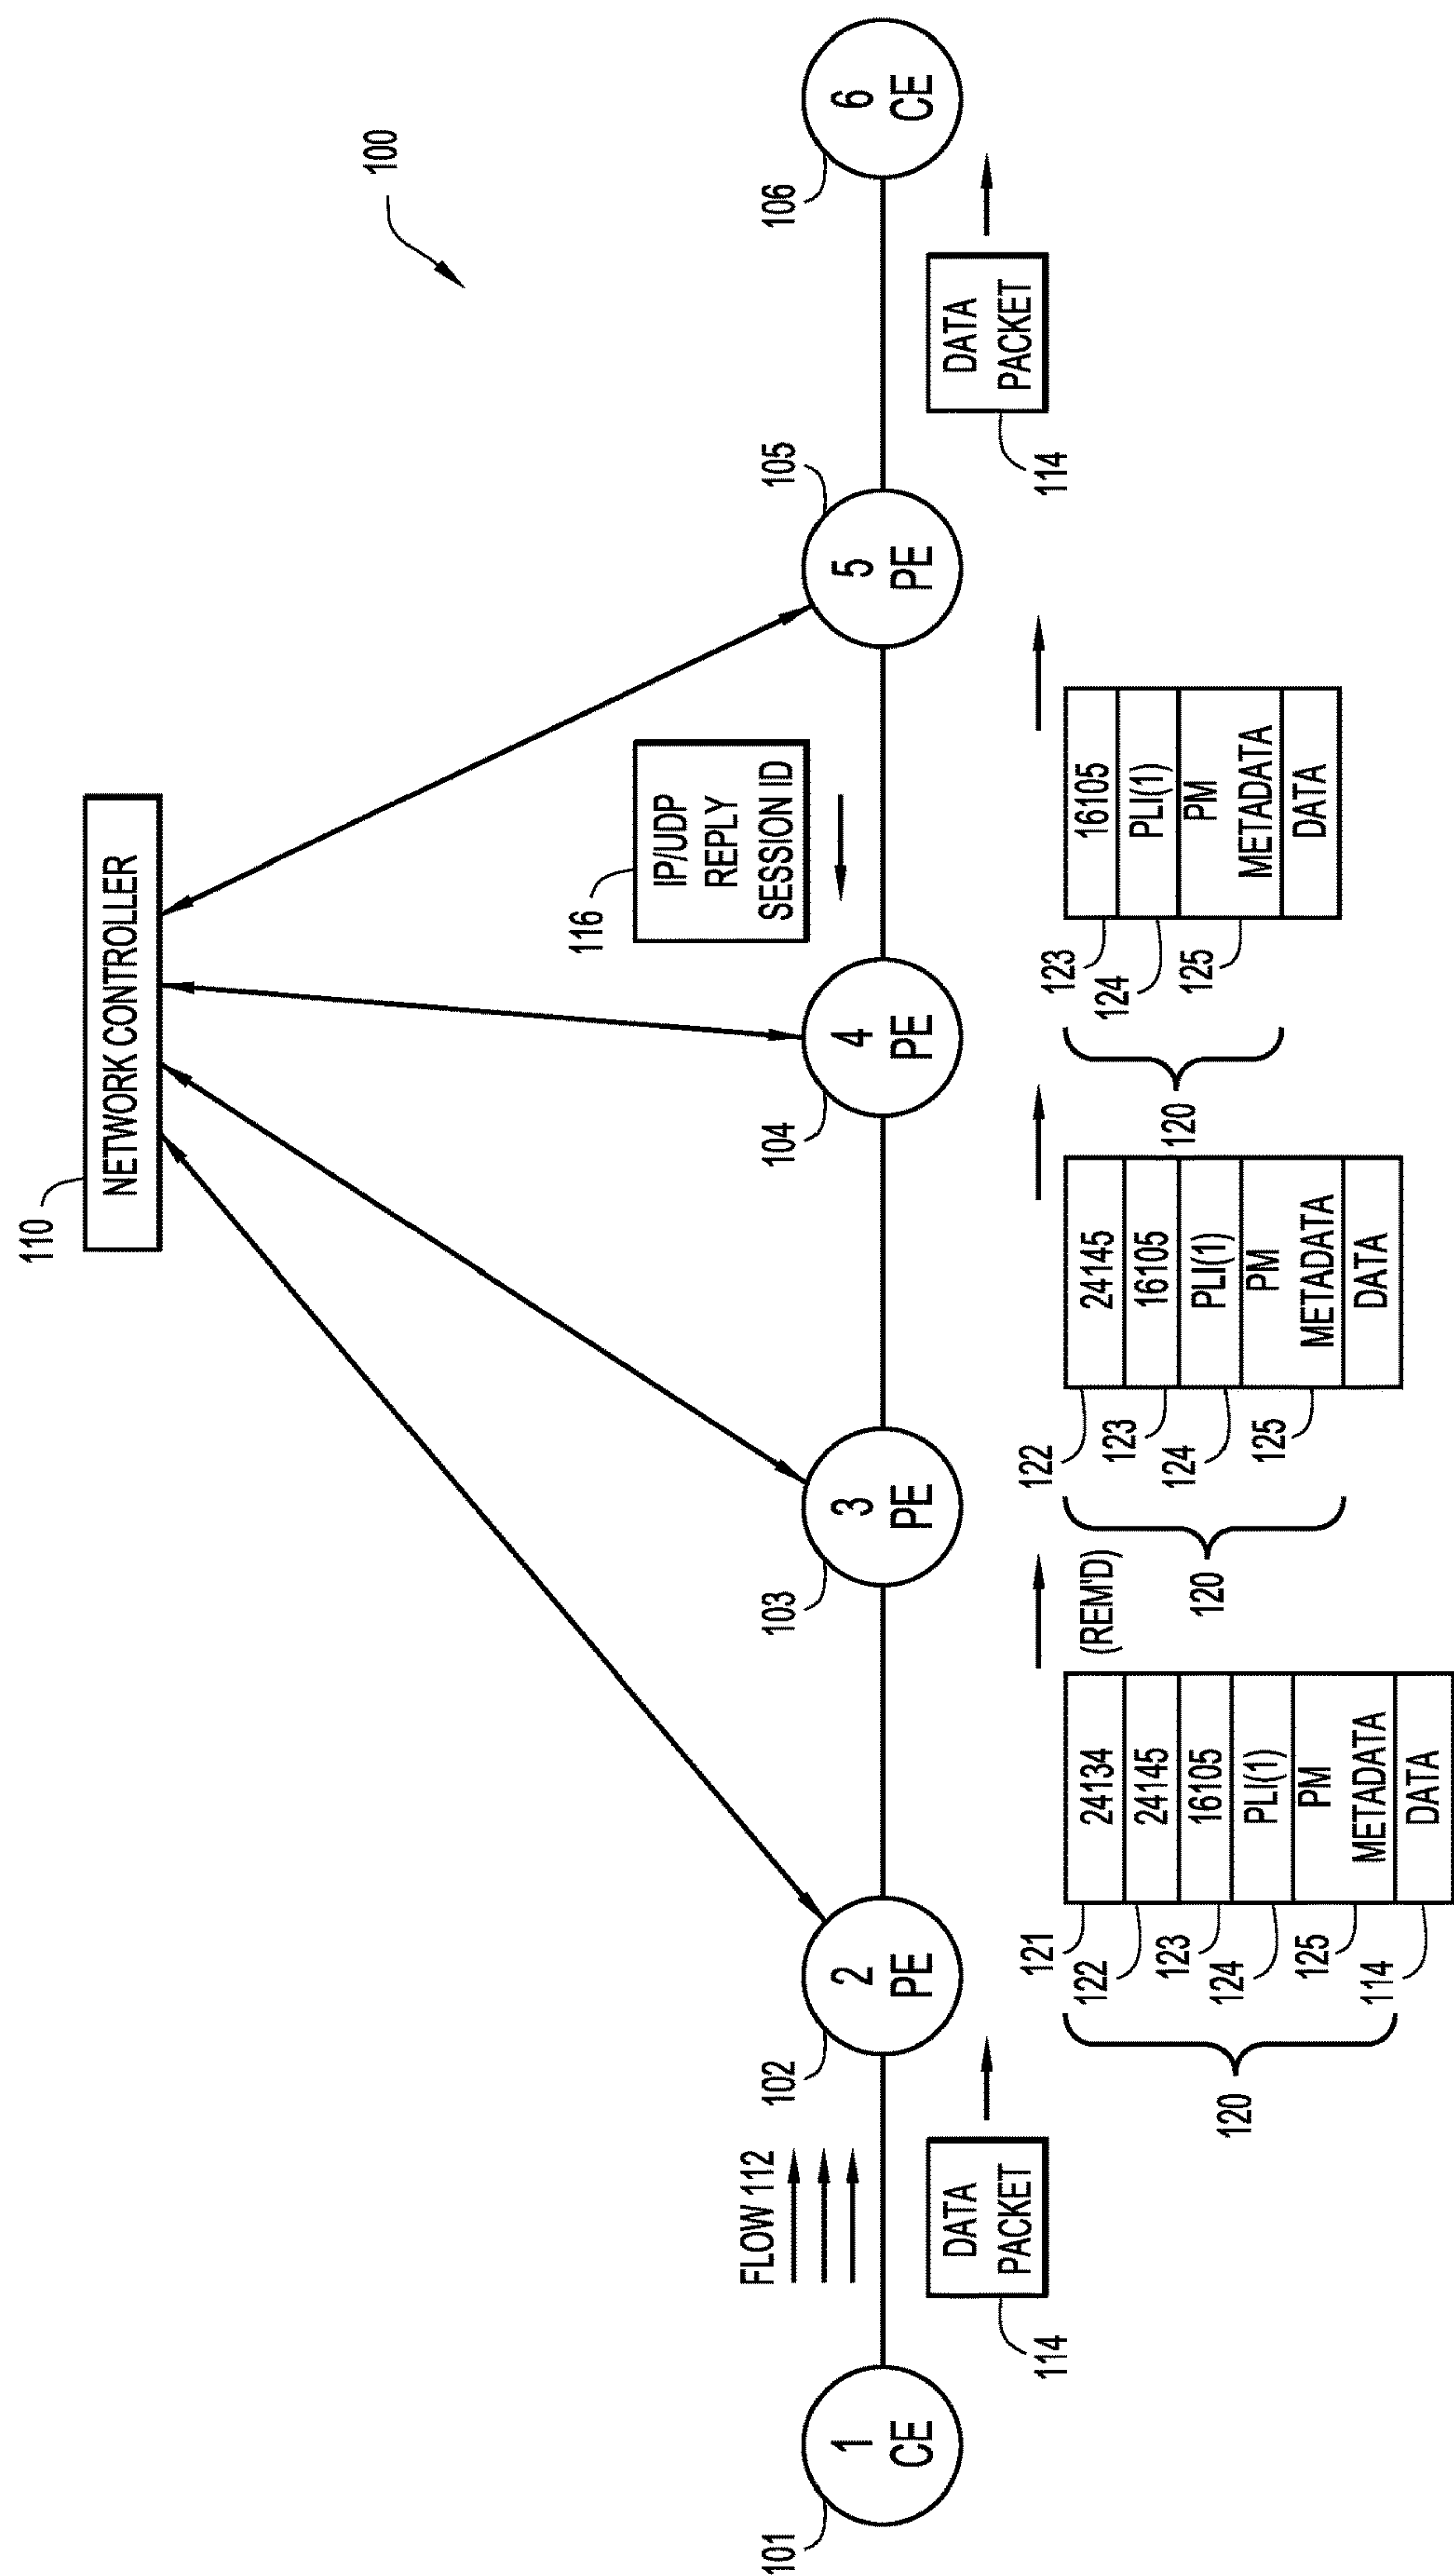 100
110
NETWORK CONTROLLER
116
IP/UDP
REPLY
SESSION ID
FLOW 112
101
1
CE
102
2
PE
103
3
PE
104
4
PE
105
5
PE
106
6
CE
DATA
PACKET
114
DATA
PACKET
114
121
24134
(REM'D)
122
24145
123
16105
124
PLI(1)
125
PM
METADATA
114
DATA
120
122
24145
123
16105
124
PLI(1)
125
PM
METADATA
DATA
120
123
16105
124
PLI(1)
125
PM
METADATA
DATA
120